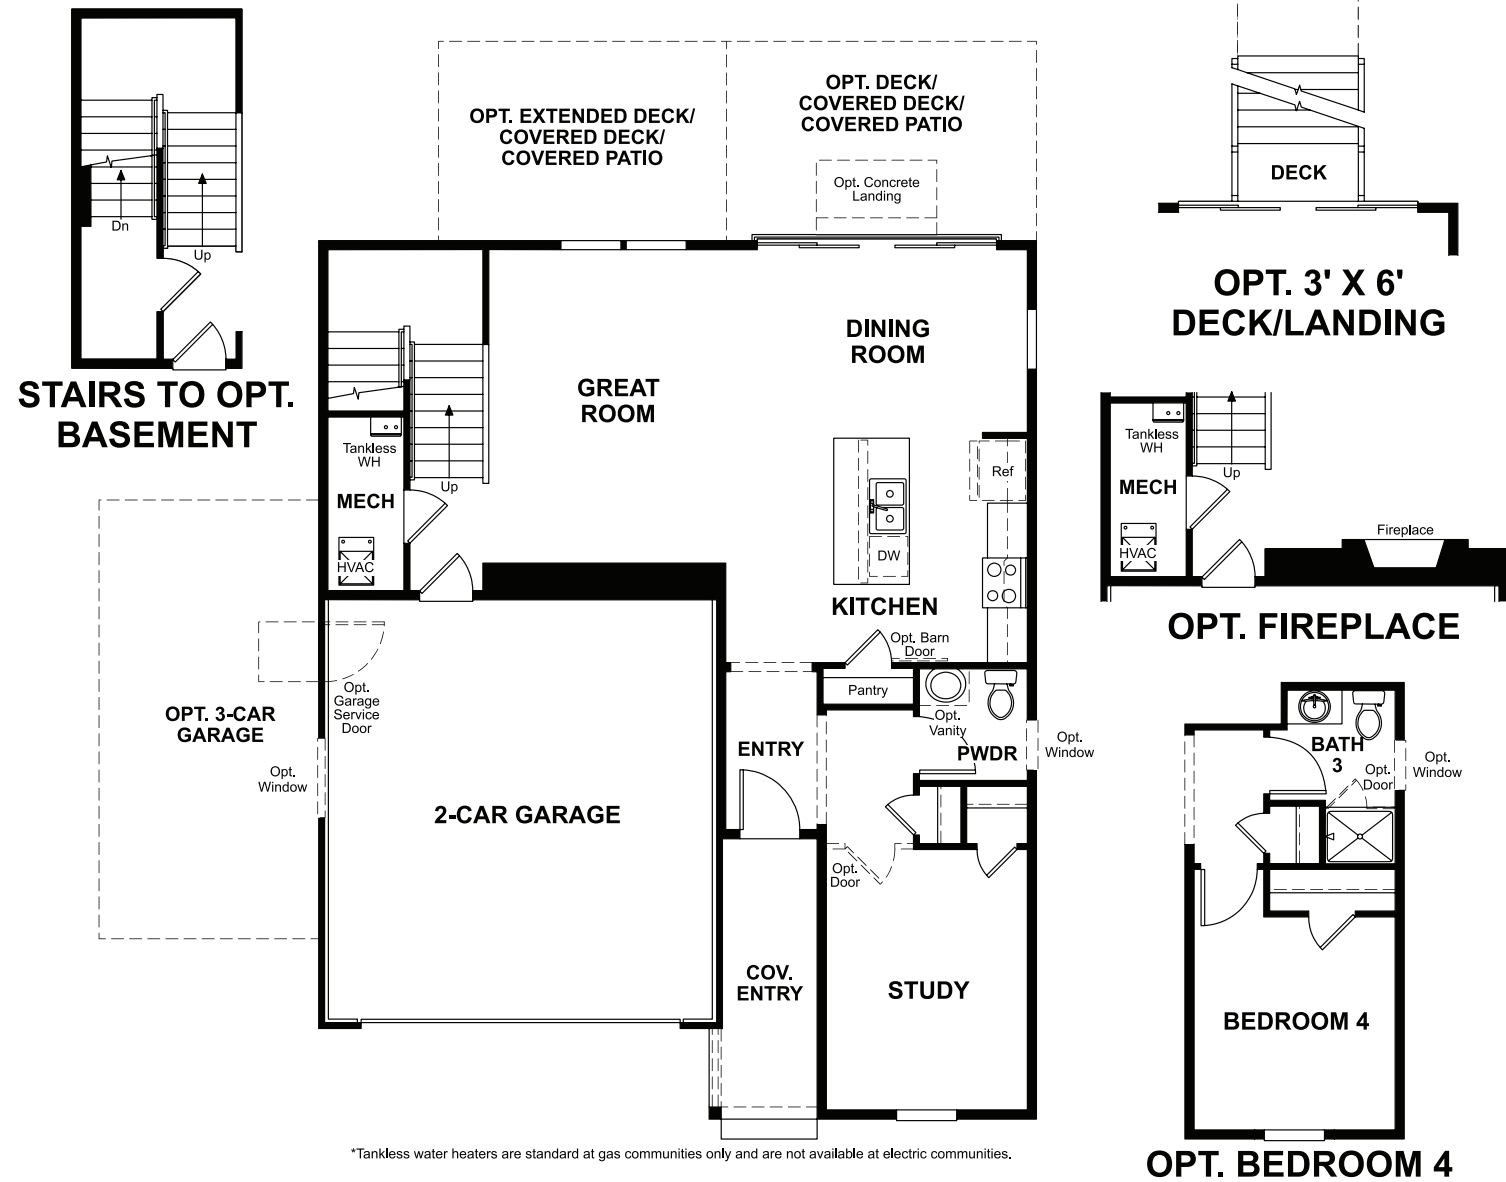 OPT. EXTENDED DECK/
COVERED DECK/
COVERED PATIO
OPT. DECK/
COVERED DECK/
COVERED PATIO
Opt. Concrete
Landing
DECK
OPT. 3' X 6'
DECK/LANDING
Dn
Up
STAIRS TO OPT.
BASEMENT
GREAT
ROOM
DINING
ROOM
Tankless
WH
MECH
Up
HVAC
Ref
DW
KITCHEN
Opt. Barn
Door
Tankless
WH
MECH
Up
HVAC
Fireplace
OPT. FIREPLACE
OPT. 3-CAR
GARAGE
Opt.
Garage
Service
Door
Opt.
Window
2-CAR GARAGE
ENTRY
Pantry
Opt.
Vanity
PWDR
Opt.
Window
Opt.
Door
COV.
ENTRY
STUDY
BATH
3
Opt.
Door
Opt.
Window
BEDROOM 4
OPT. BEDROOM 4
*Tankless water heaters are standard at gas communities only and are not available at electric communities.